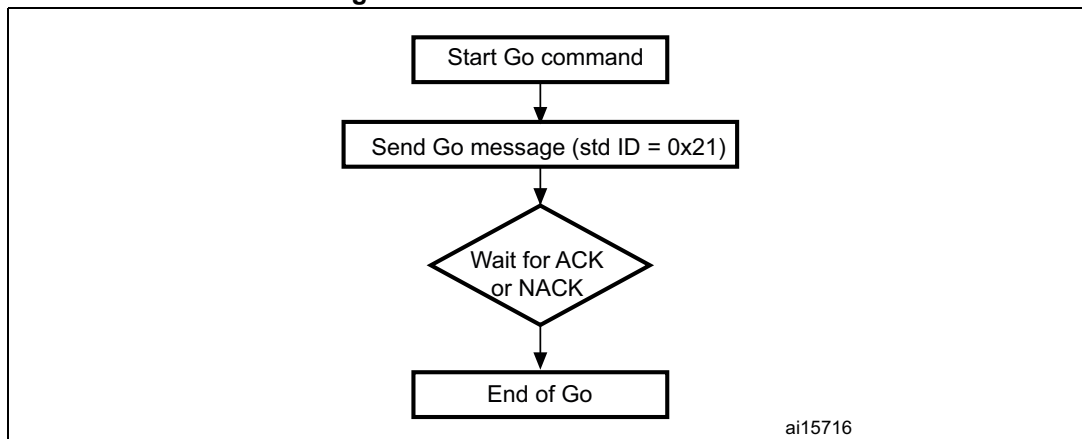 Start Go command
Send Go message (std ID = 0x21)
Wait for ACK
or NACK
End of Go
ai15716